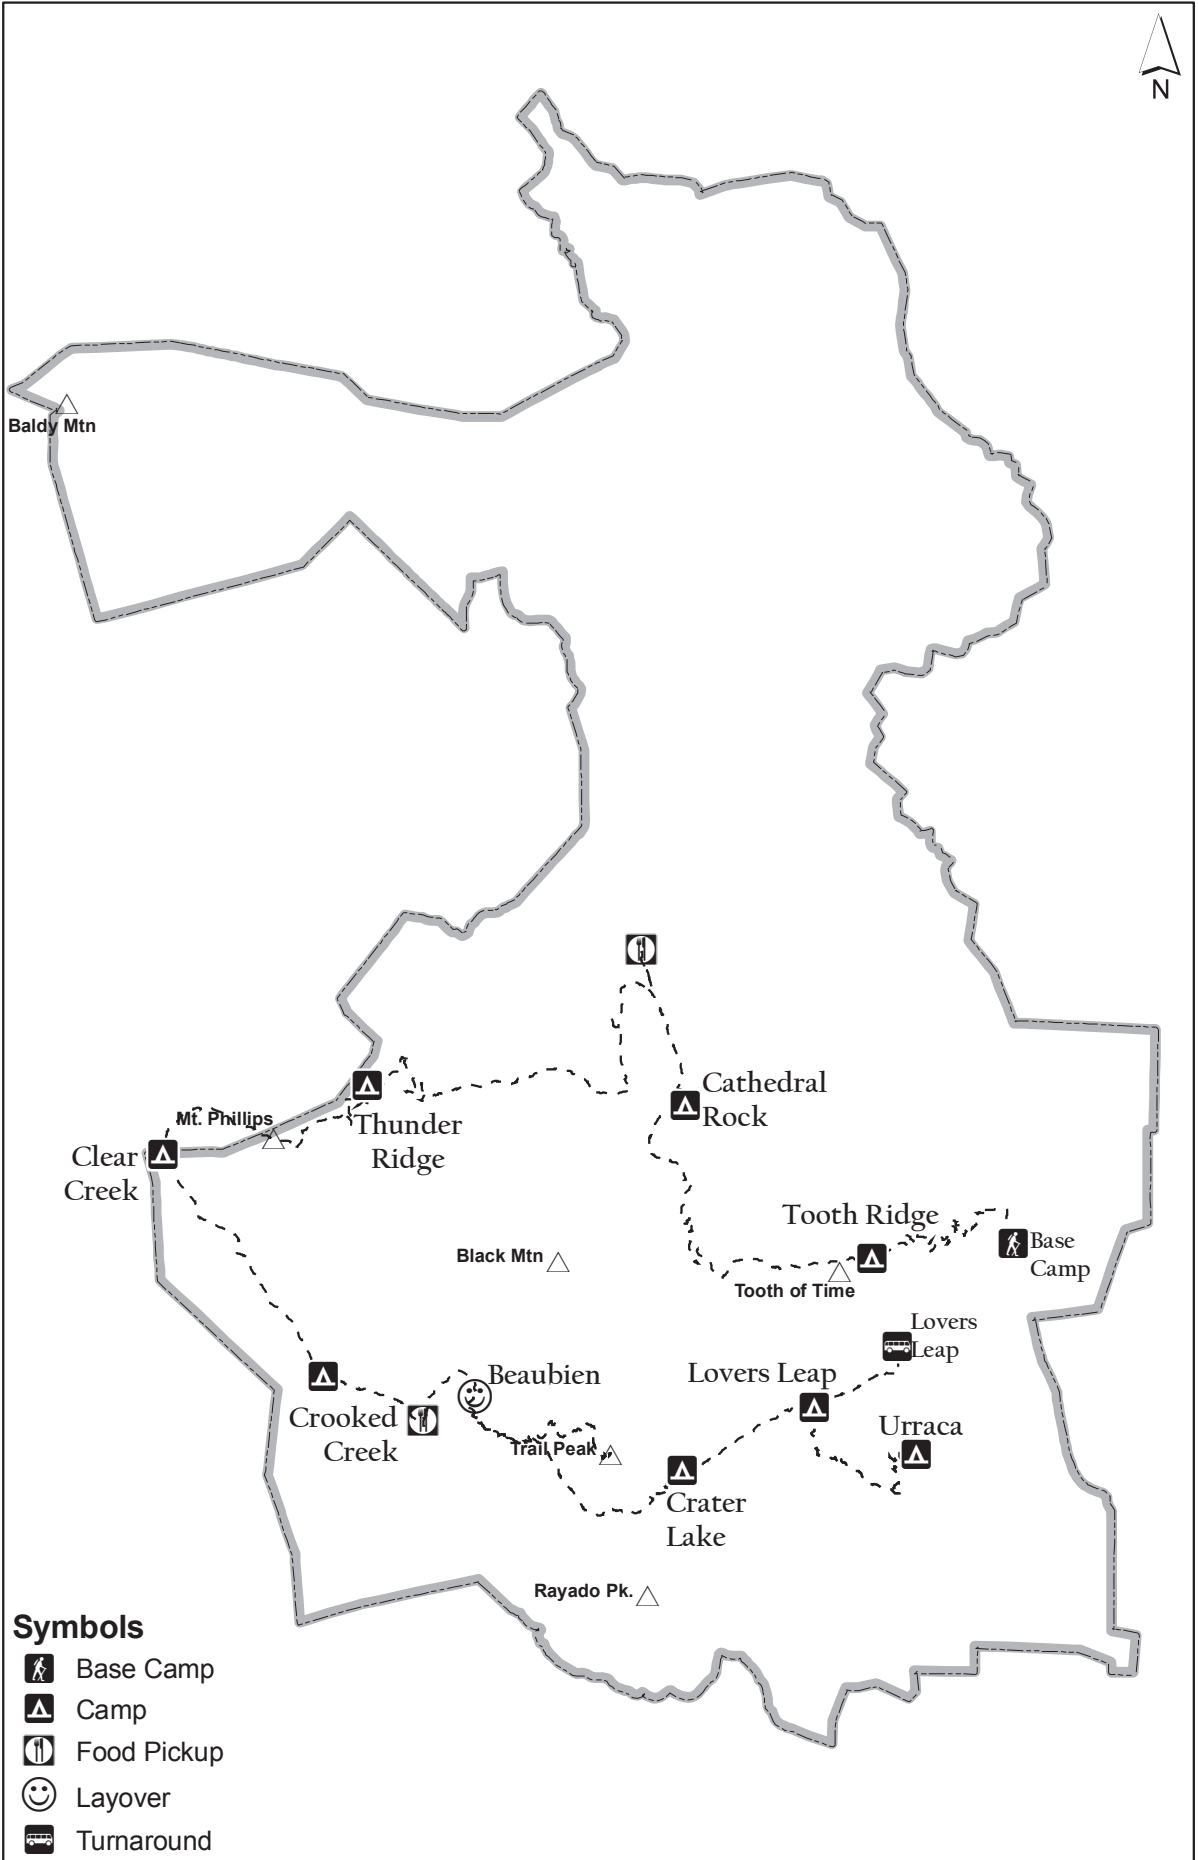 N
Baldy Mtn
Cathedral
Rock
Mt. Phillips
Thunder
Ridge
Clear
Creek
Tooth Ridge
Base
Camp
Black Mtn
Tooth of Time
Lovers
Leap
Lovers Leap
Beaubien
Crooked
Creek
Urraca
Trail Peak
Crater
Lake
Rayado Pk.
Symbols
Base Camp
Camp
Food Pickup
Layover
Turnaround